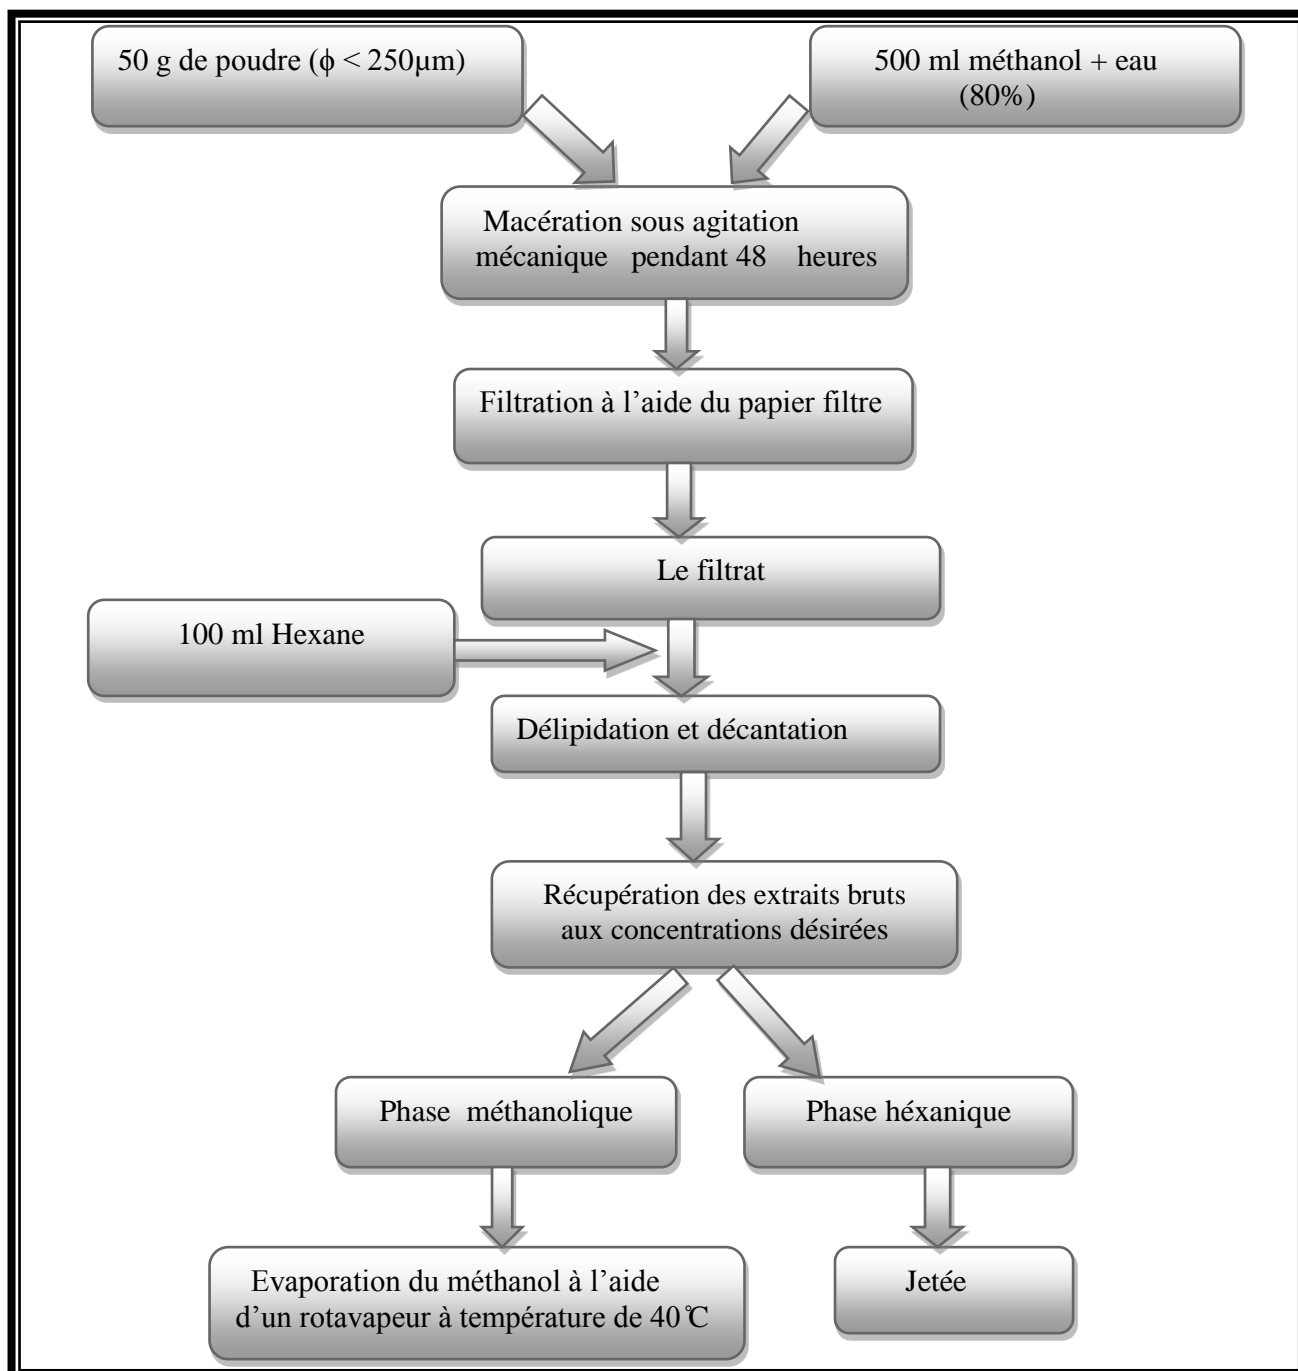 50 g de poudre (ϕ < 250µm)
500 ml méthanol + eau
(80%)
Macération sous agitation
mécanique pendant 48 heures
Filtration à l’aide du papier filtre
Le filtrat
100 ml Hexane
Délipidation et décantation
Récupération des extraits bruts
aux concentrations désirées
Phase méthanolique
Phase héxanique
Evaporation du méthanol à l’aide
d’un rotavapeur à température de 40℃
Jetée